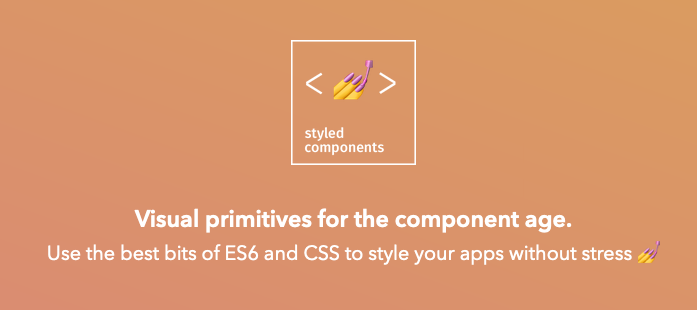 < 💅 >
styled
components
Visual primitives for the component age.
Use the best bits of ES6 and CSS to style your apps without stress 💅